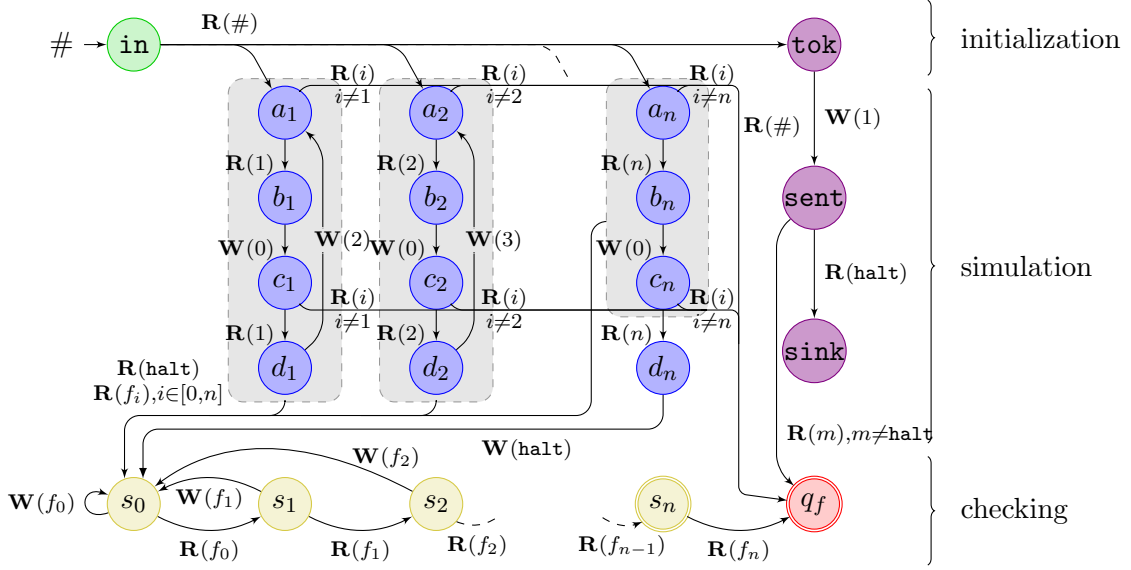 # in R(#) tok initialization
R(i) R(i) R(i)
i≠1 i≠2 i≠n
a₁ a₂ aₙ
R(#) W(1)
R(1) R(2) R(n)
b₁ b₂ bₙ sent
W(0) W(2) W(0) W(3) W(0)
simulation
c₁ c₂ cₙ R(halt)
R(i) R(i) R(i)
i≠1 i≠2 i≠n
R(1) R(2) R(n)
d₁ d₂ dₙ sink
R(halt)
R(fᵢ),i∈[0,n]
R(m),m≠halt
W(halt)
W(f₂)
W(f₀) s₀ W(f₁) s₁ s₂ sₙ q_f checking
R(f₀) R(f₁) R(f₂) R(fₙ₋₁) R(fₙ)